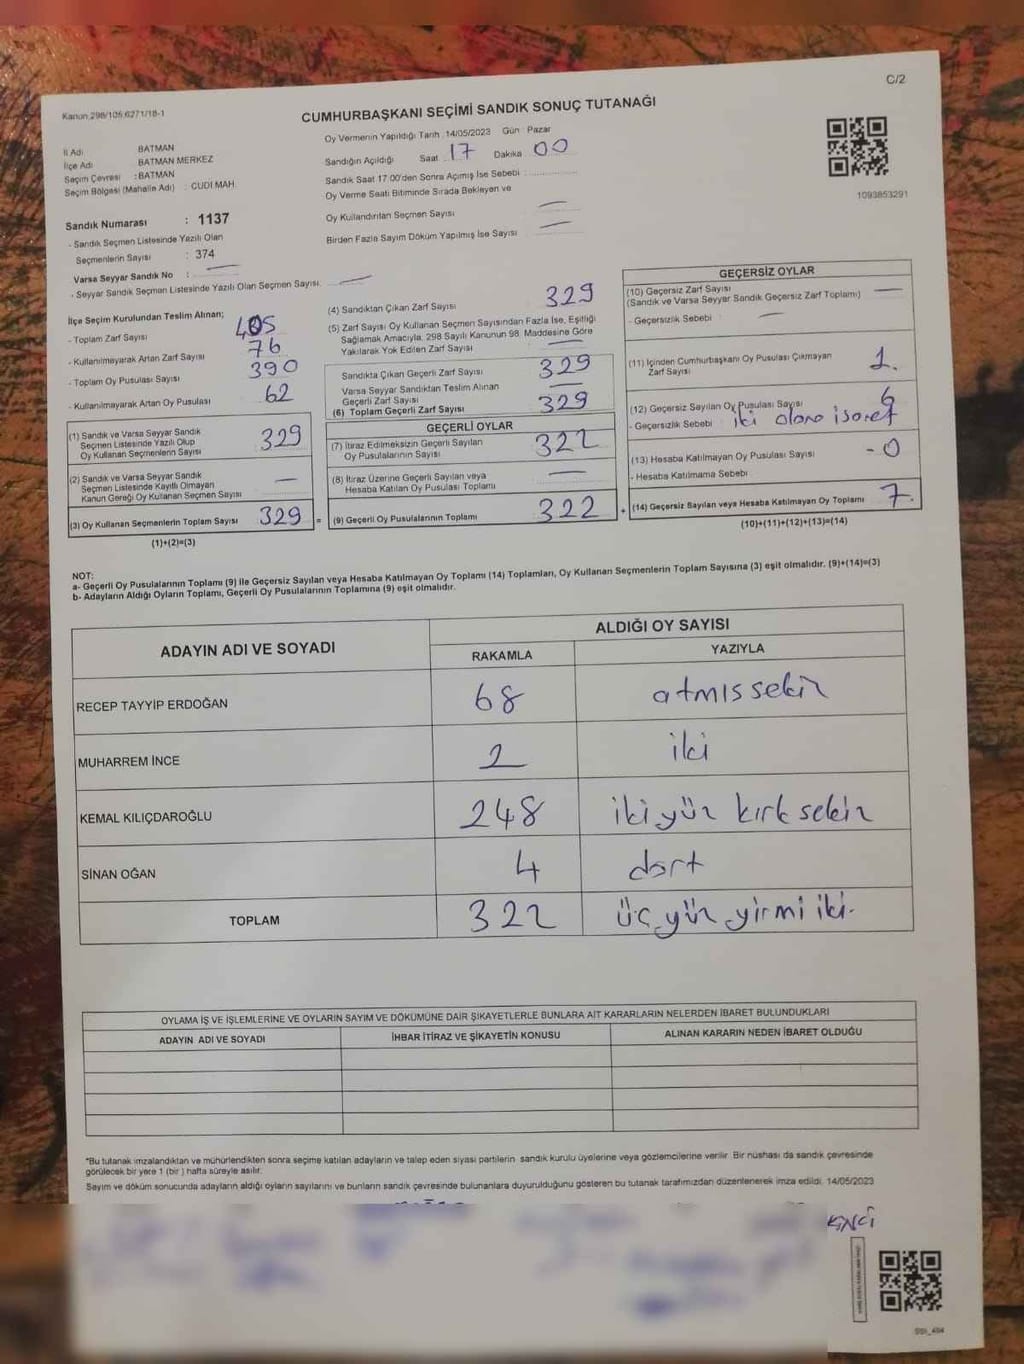 C/2
Kanun 298/105,6271/18-1
CUMHURBAŞKANI SEÇİMİ SANDIK SONUÇ TUTANAĞI
Oy Vermenin Yapıldığı Tarih : 14/05/2023 Gün : Pazar
İl Adı BATMAN
İlçe Adı BATMAN MERKEZ
Seçim Çevresi : BATMAN
Seçim Bölgesi (Mahalle Adı) : CUDİ MAH.
Sandığın Açıldığı Saat 17 Dakika 00
Sandık Saat 17.00'den Sonra Açımış İse Sebebi :
Oy Verme Saati Bitiminde Sırada Bekleyen ve
Oy Kullandırılan Seçmen Sayısı —
Birden Fazla Sayım Döküm Yapılmış İse Sayısı —
1093853291
Sandık Numarası : 1137
- Sandık Seçmen Listesinde Yazılı Olan
Seçmenlerin Sayısı : 374
Varsa Seyyar Sandık No : —
- Seyyar Sandık Seçmen Listesinde Yazılı Olan Seçmen Sayısı: —
İlçe Seçim Kurulundan Teslim Alınan;
- Toplam Zarf Sayısı 405
- Kullanılmayarak Artan Zarf Sayısı 76
- Toplam Oy Pusulası Sayısı 390
- Kullanılmayarak Artan Oy Pusulası 62
(1) Sandık ve Varsa Seyyar Sandık
Seçmen Listesinde Yazılı Olup
Oy Kullanan Seçmenlerin Sayısı 329
(2) Sandık ve Varsa Seyyar Sandık
Seçmen Listesinde Kayıtlı Olmayan
Kanun Gereği Oy Kullanan Seçmen Sayısı —
(3) Oy Kullanan Seçmenlerin Toplam Sayısı 329 =
(1)+(2)=(3)
(4) Sandıktan Çıkan Zarf Sayısı 329
(5) Zarf Sayısı Oy Kullanan Seçmen Sayısından Fazla İse, Eşitliği
Sağlamak Amacıyla, 298 Sayılı Kanunun 98. Maddesine Göre
Yakılarak Yok Edilen Zarf Sayısı —
Sandıkta Çıkan Geçerli Zarf Sayısı 329
Varsa Seyyar Sandıktan Teslim Alınan
Geçerli Zarf Sayısı —
(6) Toplam Geçerli Zarf Sayısı 329
GEÇERLİ OYLAR
(7) İtiraz Edilmeksizin Geçerli Sayılan
Oy Pusulalarının Sayısı 322
(8) İtiraz Üzerine Geçerli Sayılan veya
Hesaba Katılan Oy Pusulası Toplamı —
(9) Geçerli Oy Pusulalarının Toplamı 322 +
GEÇERSİZ OYLAR
(10) Geçersiz Zarf Sayısı —
(Sandık ve Varsa Seyyar Sandık Geçersiz Zarf Toplamı)
- Geçersizlik Sebebi : —
(11) İçinden Cumhurbaşkanı Oy Pusulası Çıkmayan
Zarf Sayısı 1.
(12) Geçersiz Sayılan Oy Pusulası Sayısı 6
- Geçersizlik Sebebi iki olana isaret
(13) Hesaba Katılmayan Oy Pusulası Sayısı - 0
- Hesaba Katılmama Sebebi
(14) Geçersiz Sayılan veya Hesaba Katılmayan Oy Toplamı 7.
(10)+(11)+(12)+(13)=(14)
NOT:
a- Geçerli Oy Pusulalarının Toplamı (9) ile Geçersiz Sayılan veya Hesaba Katılmayan Oy Toplamı (14) Toplamları, Oy Kullanan Seçmenlerin Toplam Sayısına (3) eşit olmalıdır. (9)+(14)=(3)
b- Adayların Aldığı Oyların Toplamı, Geçerli Oy Pusulalarının Toplamına (9) eşit olmalıdır.
ADAYIN ADI VE SOYADI ALDIĞI OY SAYISI
RAKAMLA YAZIYLA
RECEP TAYYİP ERDOĞAN 68 atmıs sekiz
MUHARREM İNCE 2 iki
KEMAL KILIÇDAROĞLU 248 iki yüz kırk sekiz
SİNAN OĞAN 4 dört
TOPLAM 322 üç yüz yirmi iki.
OYLAMA İŞ VE İŞLEMLERİNE VE OYLARIN SAYIM VE DÖKÜMÜNE DAİR ŞİKAYETLERLE BUNLARA AİT KARARLARIN NELERDEN İBARET BULUNDUKLARI
ADAYIN ADI VE SOYADI İHBAR İTİRAZ VE ŞİKAYETİN KONUSU ALINAN KARARIN NEDEN İBARET OLDUĞU
*Bu tutanak imzalandıktan ve mühürlendikten sonra seçime katılan adayların ve talep eden siyasi partilerin sandık kurulu üyelerine veya gözlemcilerine verilir. Bir nüshası da sandık çevresinde
görülecek bir yere 1 (bir) hafta süreyle asılır.
Sayım ve döküm sonucunda adayların aldığı oyların sayılarını ve bunların sandık çevresinde bulunanlara duyurulduğunu gösteren bu tutanak tarafımızdan düzenlenerek imza edildi. 14/05/2023